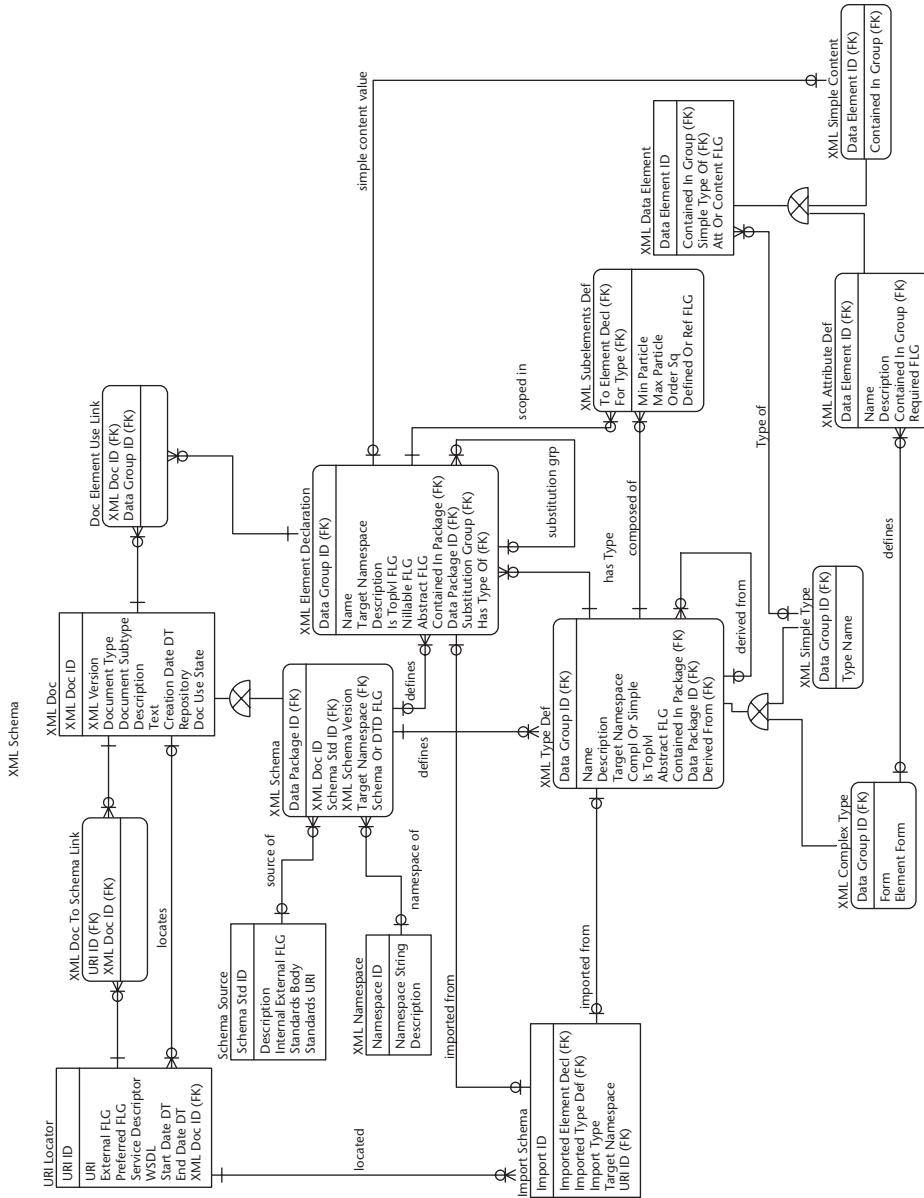 XML Schema
URI Locator
URI ID
URI
External FLG
Preferred FLG
Service Descriptor
WSDL
Start Date DT
End Date DT
XML Doc ID (FK)
XML Doc To Schema Link
URI ID (FK)
XML Doc ID (FK)
locates
XML Doc
XML Doc ID
XML Version
Document Type
Document Subtype
Description
Text
Creation Date DT
Repository
Doc Use State
Doc Element Use Link
XML Doc ID (FK)
Data Group ID (FK)
Schema Source
Schema Std ID
Description
Internal External FLG
Standards Body
Standards URI
source of
XML Namespace
Namespace ID
Namespace String
Description
namespace of
XML Schema
Data Package ID (FK)
XML Doc ID
Schema Std ID (FK)
XML Schema Version
Target Namespace (FK)
Schema Or DTD FLG
defines
defines
XML Element Declaration
Data Group ID (FK)
Name
Target Namespace
Description
Is Toplvl FLG
Nillable FLG
Abstract FLG
Contained In Package (FK)
Data Package ID (FK)
Substitution Group (FK)
Has Type Of (FK)
simple content value
scoped in
substitution grp
located
imported from
Import Schema
Import ID
Imported Element Decl (FK)
Imported Type Def (FK)
Import Type
Target Namespace
URI ID (FK)
imported from
XML Type Def
Data Group ID (FK)
Name
Description
Target Namespace
Compl Or Simple
Is Toplvl
Abstract FLG
Contained In Package (FK)
Data Package ID (FK)
Derived From (FK)
has Type
composed of
derived from
XML Subelements Def
To Element Decl (FK)
For Type (FK)
Min Particle
Max Particle
Order Sq
Defined Or Ref FLG
XML Data Element
Data Element ID
Contained In Group (FK)
Simple Type Of (FK)
Att Or Content FLG
Type of
XML Complex Type
Data Group ID (FK)
Form
Element Form
XML Simple Type
Data Group ID (FK)
Type Name
defines
XML Attribute Def
Data Element ID (FK)
Name
Description
Contained In Group (FK)
Required FLG
XML Simple Content
Data Element ID (FK)
Contained In Group (FK)